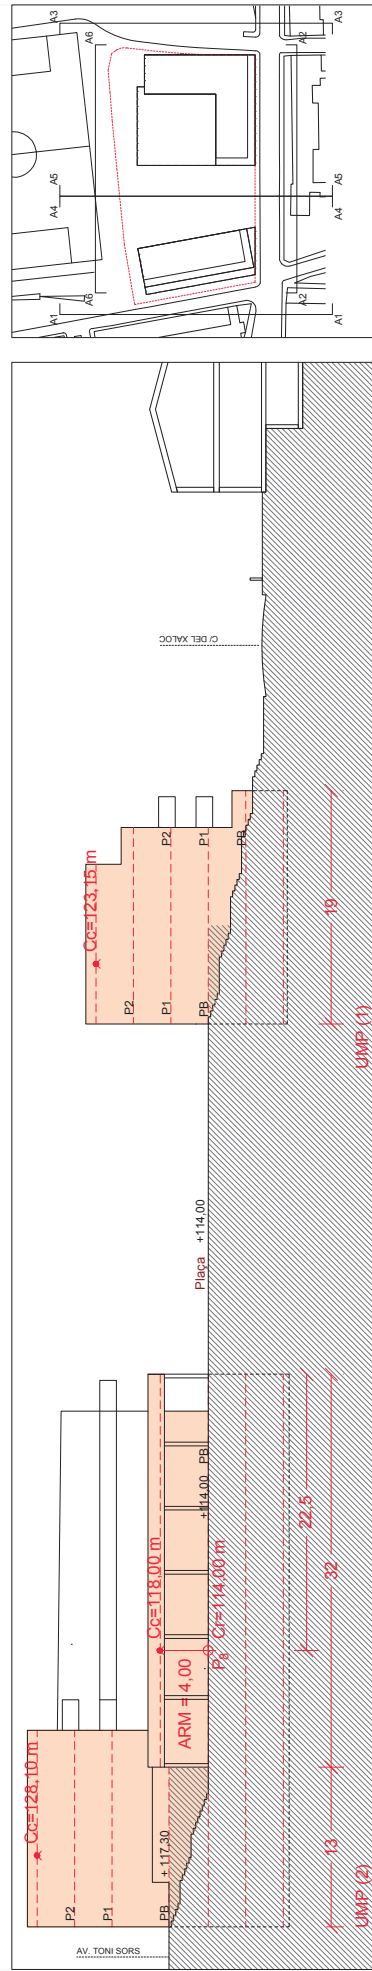 A3
A3
A6
A2
A5
A5
A4
A4
A6
A2
A1
A1
C/ DEL XALOC
Cc=123,15 m
P2
P1
PB
P2
P1
PB
19
UMP (1)
Plaça +114,00
Cc=118,00 m
PB
+114,00
ARM = 4,00
P8 Cr=114.00 m
22,5
32
Cc=128,10 m
P2
P1
PB
+ 117,30
AV. TONI SORS
13
UMP (2)